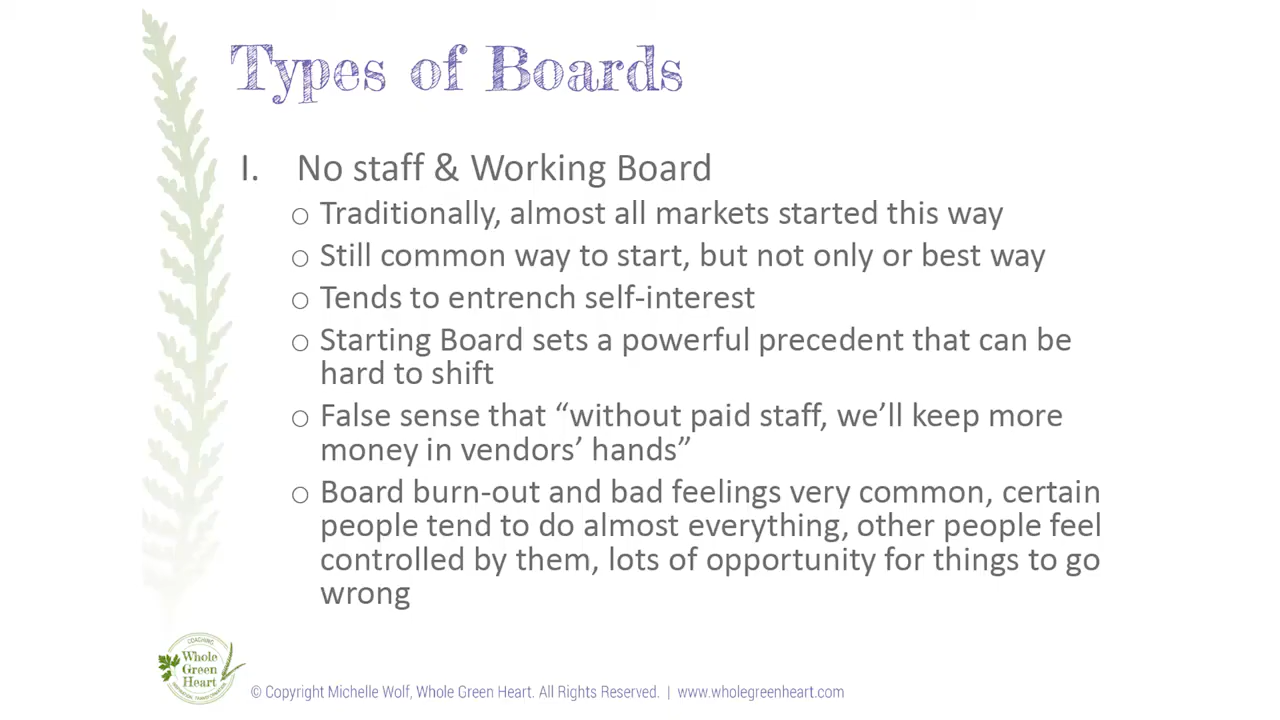 Types of Boards
I. No staff & Working Board
o Traditionally, almost all markets started this way
o Still common way to start, but not only or best way
o Tends to entrench self-interest
o Starting Board sets a powerful precedent that can be
hard to shift
o False sense that “without paid staff, we’ll keep more
money in vendors’ hands”
o Board burn-out and bad feelings very common, certain
people tend to do almost everything, other people feel
controlled by them, lots of opportunity for things to go
wrong
COACHING
Whole
Green
Heart
© Copyright Michelle Wolf, Whole Green Heart. All Rights Reserved. | www.wholegreenheart.com